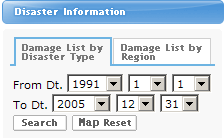 Disaster Information
Damage List by Disaster Type
Damage List by Region
From Dt. 1991 1 1
To Dt. 2005 12 31
Search Map Reset